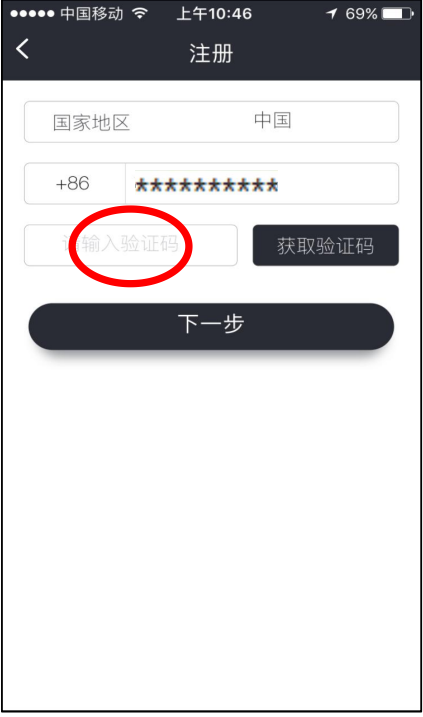 中国移动 上午10:46 69%
注册
国家地区 中国
+86 **********
请输入验证码 获取验证码
下一步